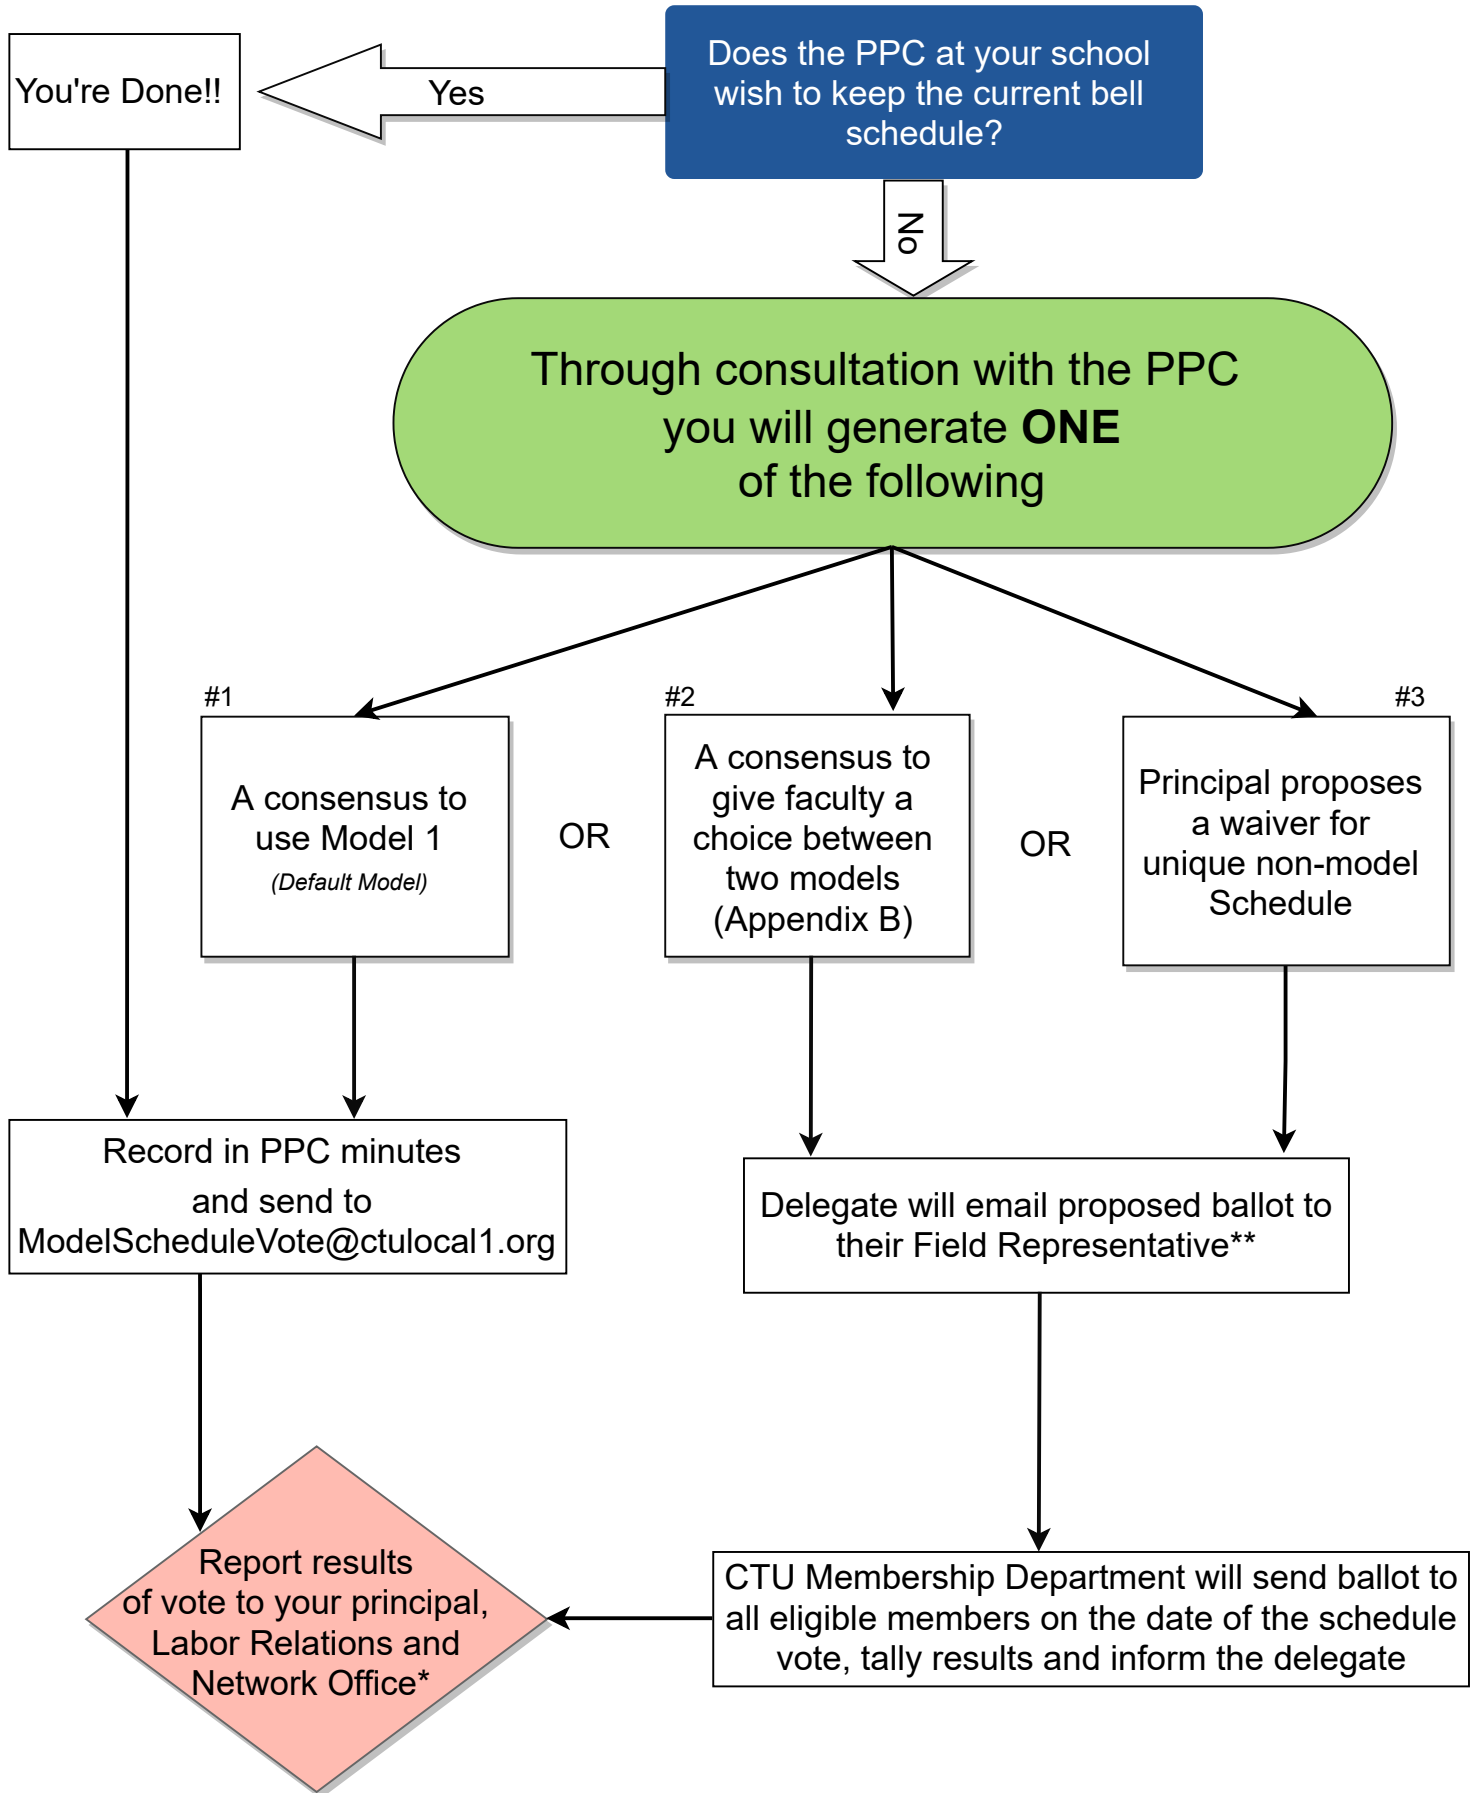 Does the PPC at your school
wish to keep the current bell
schedule?
Yes
You're Done!!
No
Through consultation with the PPC
you will generate ONE
of the following
#1
A consensus to
use Model 1
(Default Model)
OR
#2
A consensus to
give faculty a
choice between
two models
(Appendix B)
OR
#3
Principal proposes
a waiver for
unique non-model
Schedule
Record in PPC minutes
and send to
ModelScheduleVote@ctulocal1.org
Delegate will email proposed ballot to
their Field Representative**
CTU Membership Department will send ballot to
all eligible members on the date of the schedule
vote, tally results and inform the delegate
Report results
of vote to your principal,
Labor Relations and
Network Office*